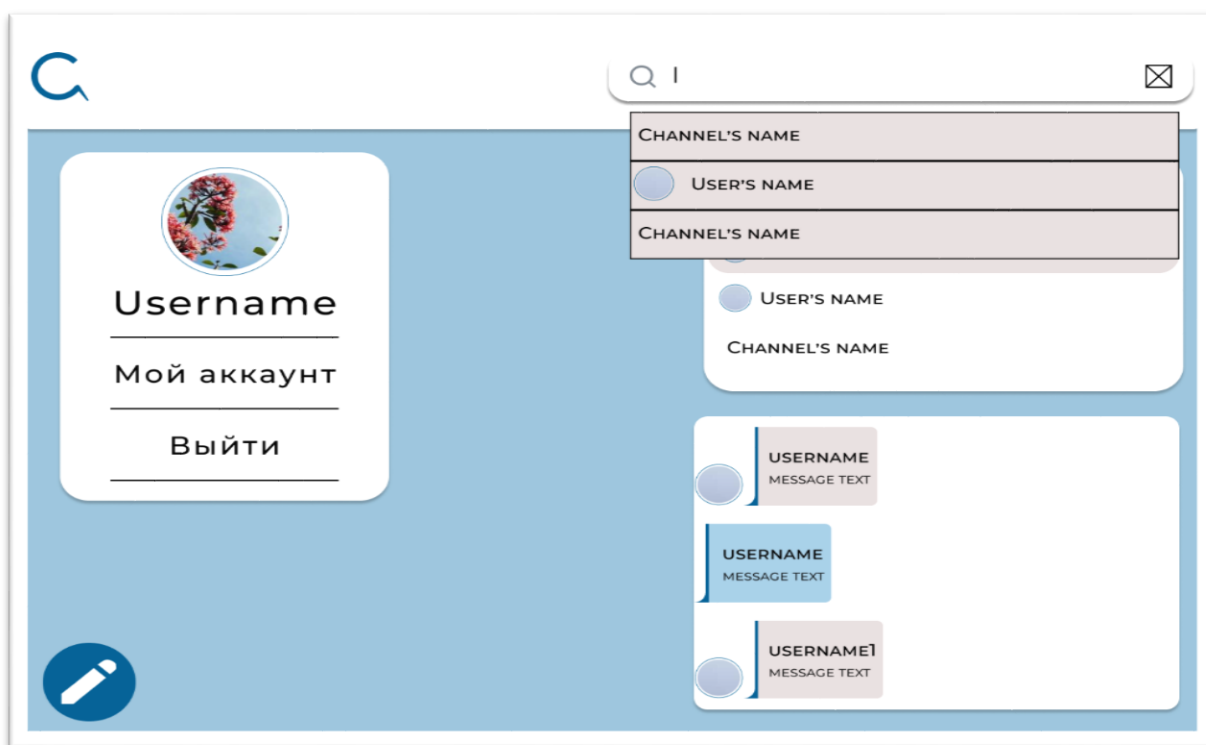 CHANNEL'S NAME
USER'S NAME
CHANNEL'S NAME
Username
Мой аккаунт
Выйти
USER'S NAME
CHANNEL'S NAME
USERNAME
MESSAGE TEXT
USERNAME
MESSAGE TEXT
USERNAME1
MESSAGE TEXT